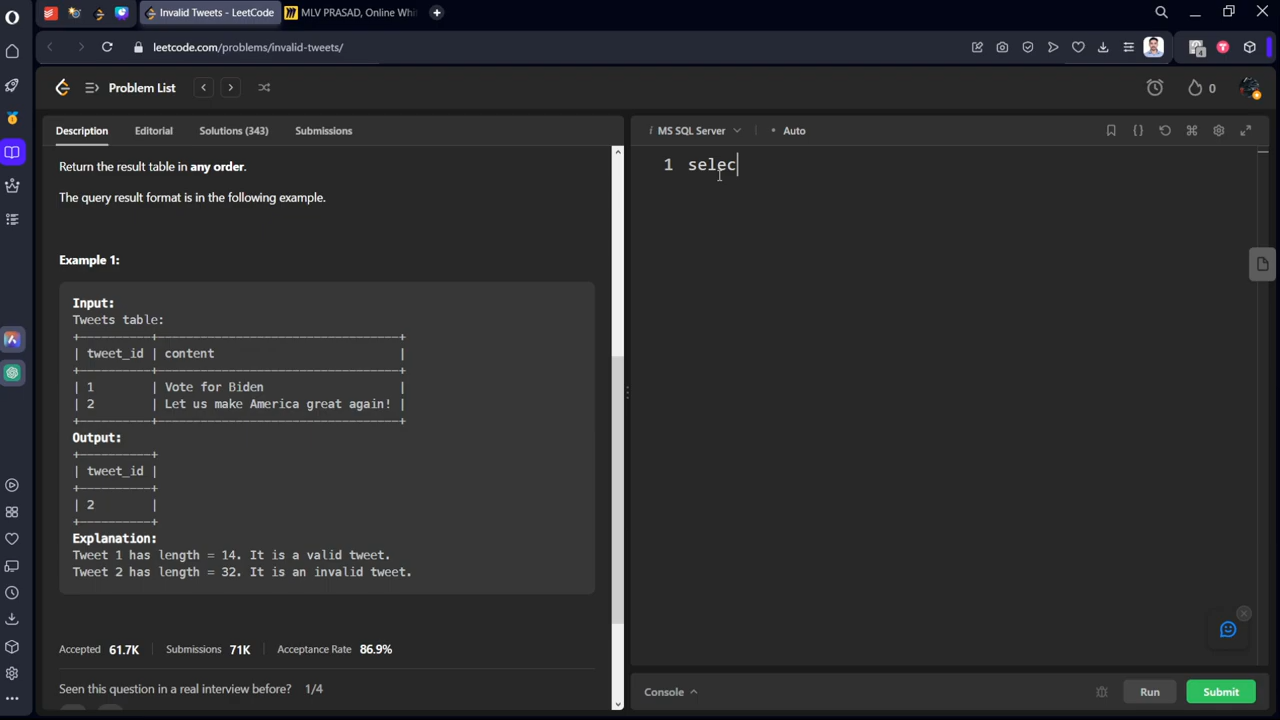 Invalid Tweets - LeetCode
MLV PRASAD, Online Whi
leetcode.com/problems/invalid-tweets/
4
Problem List
0
Description Editorial Solutions (343) Submissions
i MS SQL Server • Auto
Return the result table in any order.
The query result format is in the following example.
1 selec
Example 1:
Input:
Tweets table:
+----------+----------------------------------+
| tweet_id | content |
+----------+----------------------------------+
| 1 | Vote for Biden |
| 2 | Let us make America great again! |
+----------+----------------------------------+
Output:
+----------+
| tweet_id |
+----------+
| 2 |
+----------+
Explanation:
Tweet 1 has length = 14. It is a valid tweet.
Tweet 2 has length = 32. It is an invalid tweet.
Accepted 61.7K Submissions 71K Acceptance Rate 86.9%
Seen this question in a real interview before? 1/4
Console Run Submit